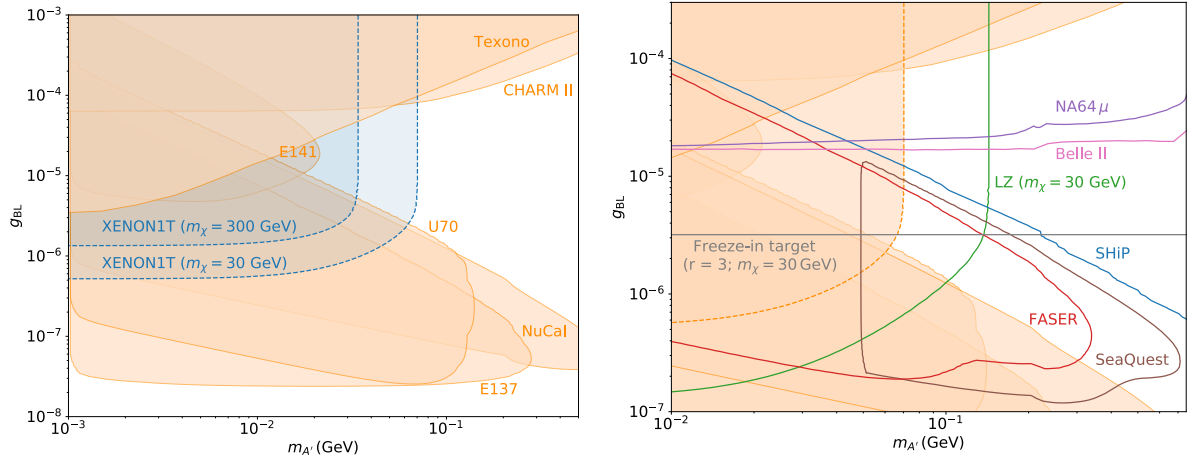 10⁻³
10⁻⁴
10⁻⁵
10⁻⁶
10⁻⁷
10⁻⁸
g_BL
Texono
CHARM II
E141
XENON1T (m_χ = 300 GeV)
U70
XENON1T (m_χ = 30 GeV)
NuCal
E137
10⁻³
10⁻²
10⁻¹
m_A′ (GeV)
10⁻⁴
10⁻⁵
10⁻⁶
10⁻⁷
g_BL
NA64 μ
Belle II
LZ (m_χ = 30 GeV)
Freeze-in target
(r = 3; m_χ = 30 GeV)
SHiP
FASER
SeaQuest
10⁻²
10⁻¹
m_A′ (GeV)